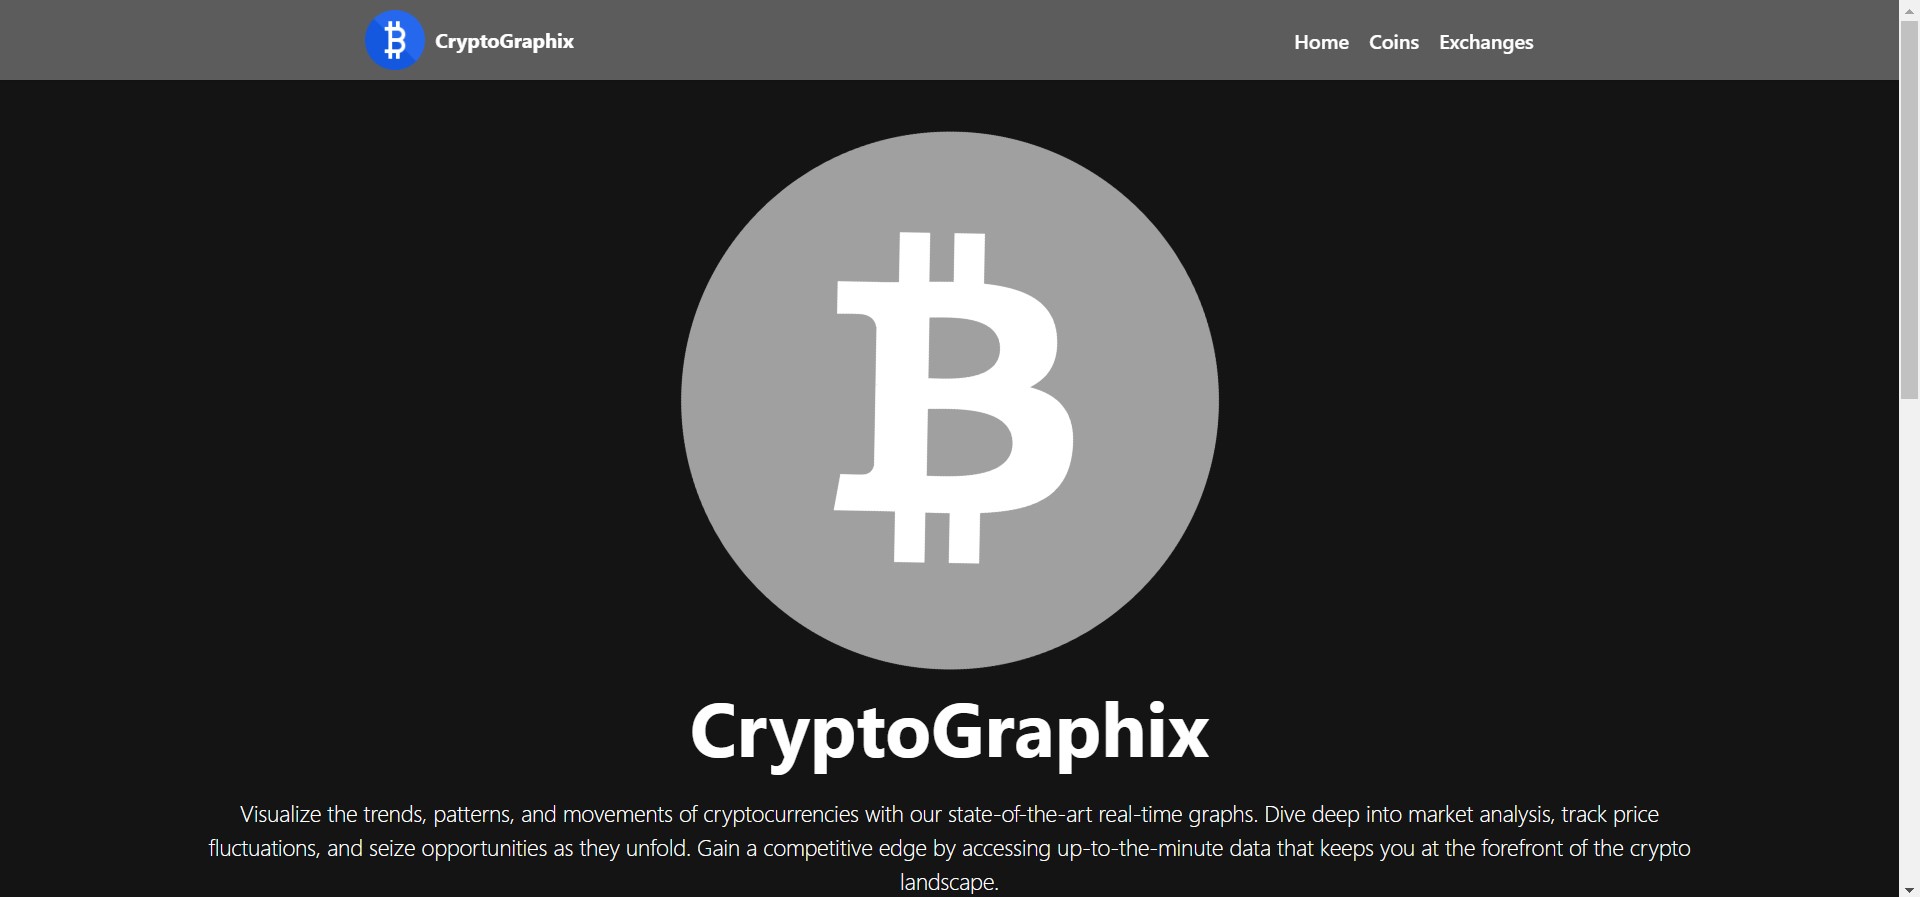 CryptoGraphix
Home Coins Exchanges
CryptoGraphix
Visualize the trends, patterns, and movements of cryptocurrencies with our state-of-the-art real-time graphs. Dive deep into market analysis, track price
fluctuations, and seize opportunities as they unfold. Gain a competitive edge by accessing up-to-the-minute data that keeps you at the forefront of the crypto
landscape.